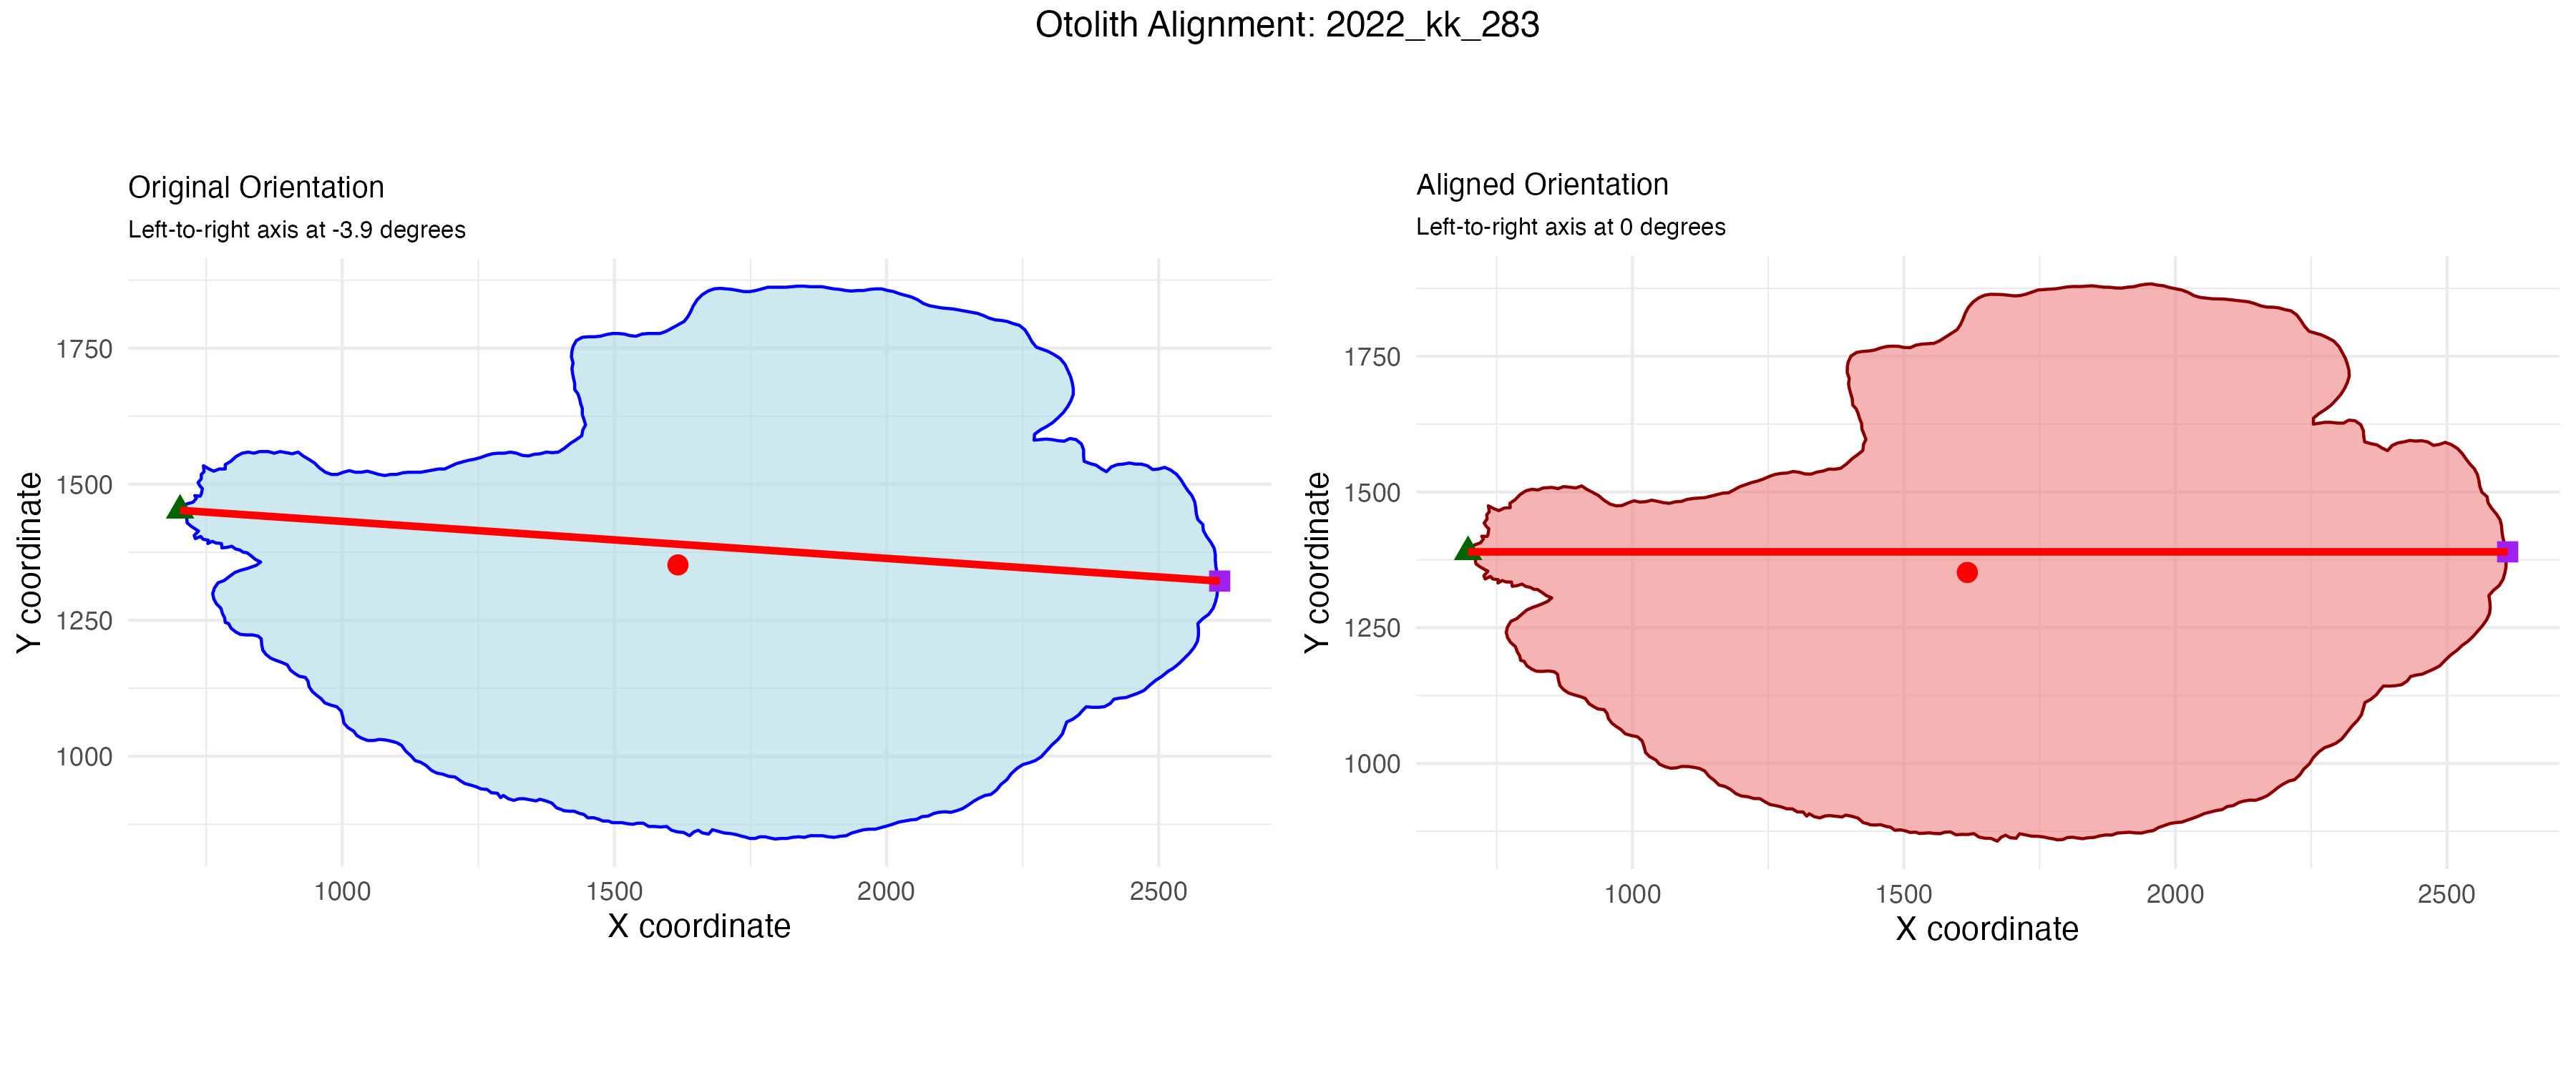 Otolith Alignment: 2022_kk_283
Original Orientation
Left-to-right axis at -3.9 degrees
Y coordinate
1750
1500
1250
1000
1000 1500 2000 2500
X coordinate
Aligned Orientation
Left-to-right axis at 0 degrees
Y coordinate
1750
1500
1250
1000
1000 1500 2000 2500
X coordinate